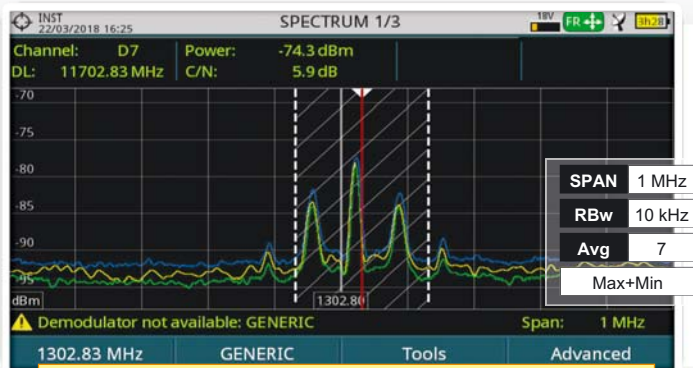 INST
22/03/2018 16:25
SPECTRUM 1/3
18V
FR
3h28
Channel: D7
Power: -74.3 dBm
DL: 11702.83 MHz
C/N: 5.9 dB
-70
-75
-80
-85
-90
-95
dBm
1302.80
SPAN 1 MHz
RBw 10 kHz
Avg 7
Max+Min
Demodulator not available: GENERIC
Span: 1 MHz
1302.83 MHz
GENERIC
Tools
Advanced